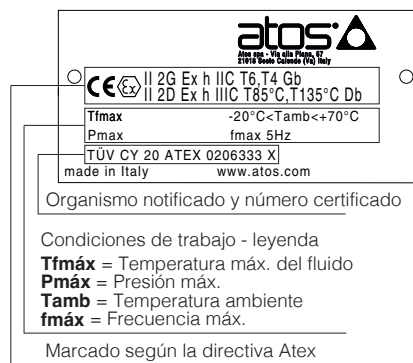 atos
Atos spa - Via alla Piana, 57
21018 Sesto Calende (Va) Italy
CE Ex II 2G Ex h IIC T6,T4 Gb
II 2D Ex h IIIC T85°C,T135°C Db
Tfmax -20°C<Tamb<+70°C
Pmax fmax 5Hz
TÜV CY 20 ATEX 0206333 X
made in Italy www.atos.com
Organismo notificado y número certificado
Condiciones de trabajo - leyenda
Tfmáx = Temperatura máx. del fluido
Pmáx = Presión máx.
Tamb = Temperatura ambiente
fmáx = Frecuencia máx.
Marcado según la directiva Atex